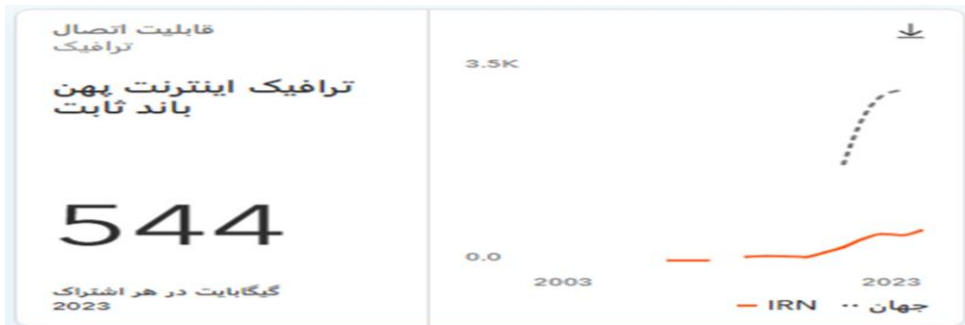 قابلیت اتصال
ترافیک
ترافیک اینترنت پهن
باند ثابت
544
گیگابایت در هر اشتراک
2023
3.5K
0.0
2003
2023
IRN
جهان